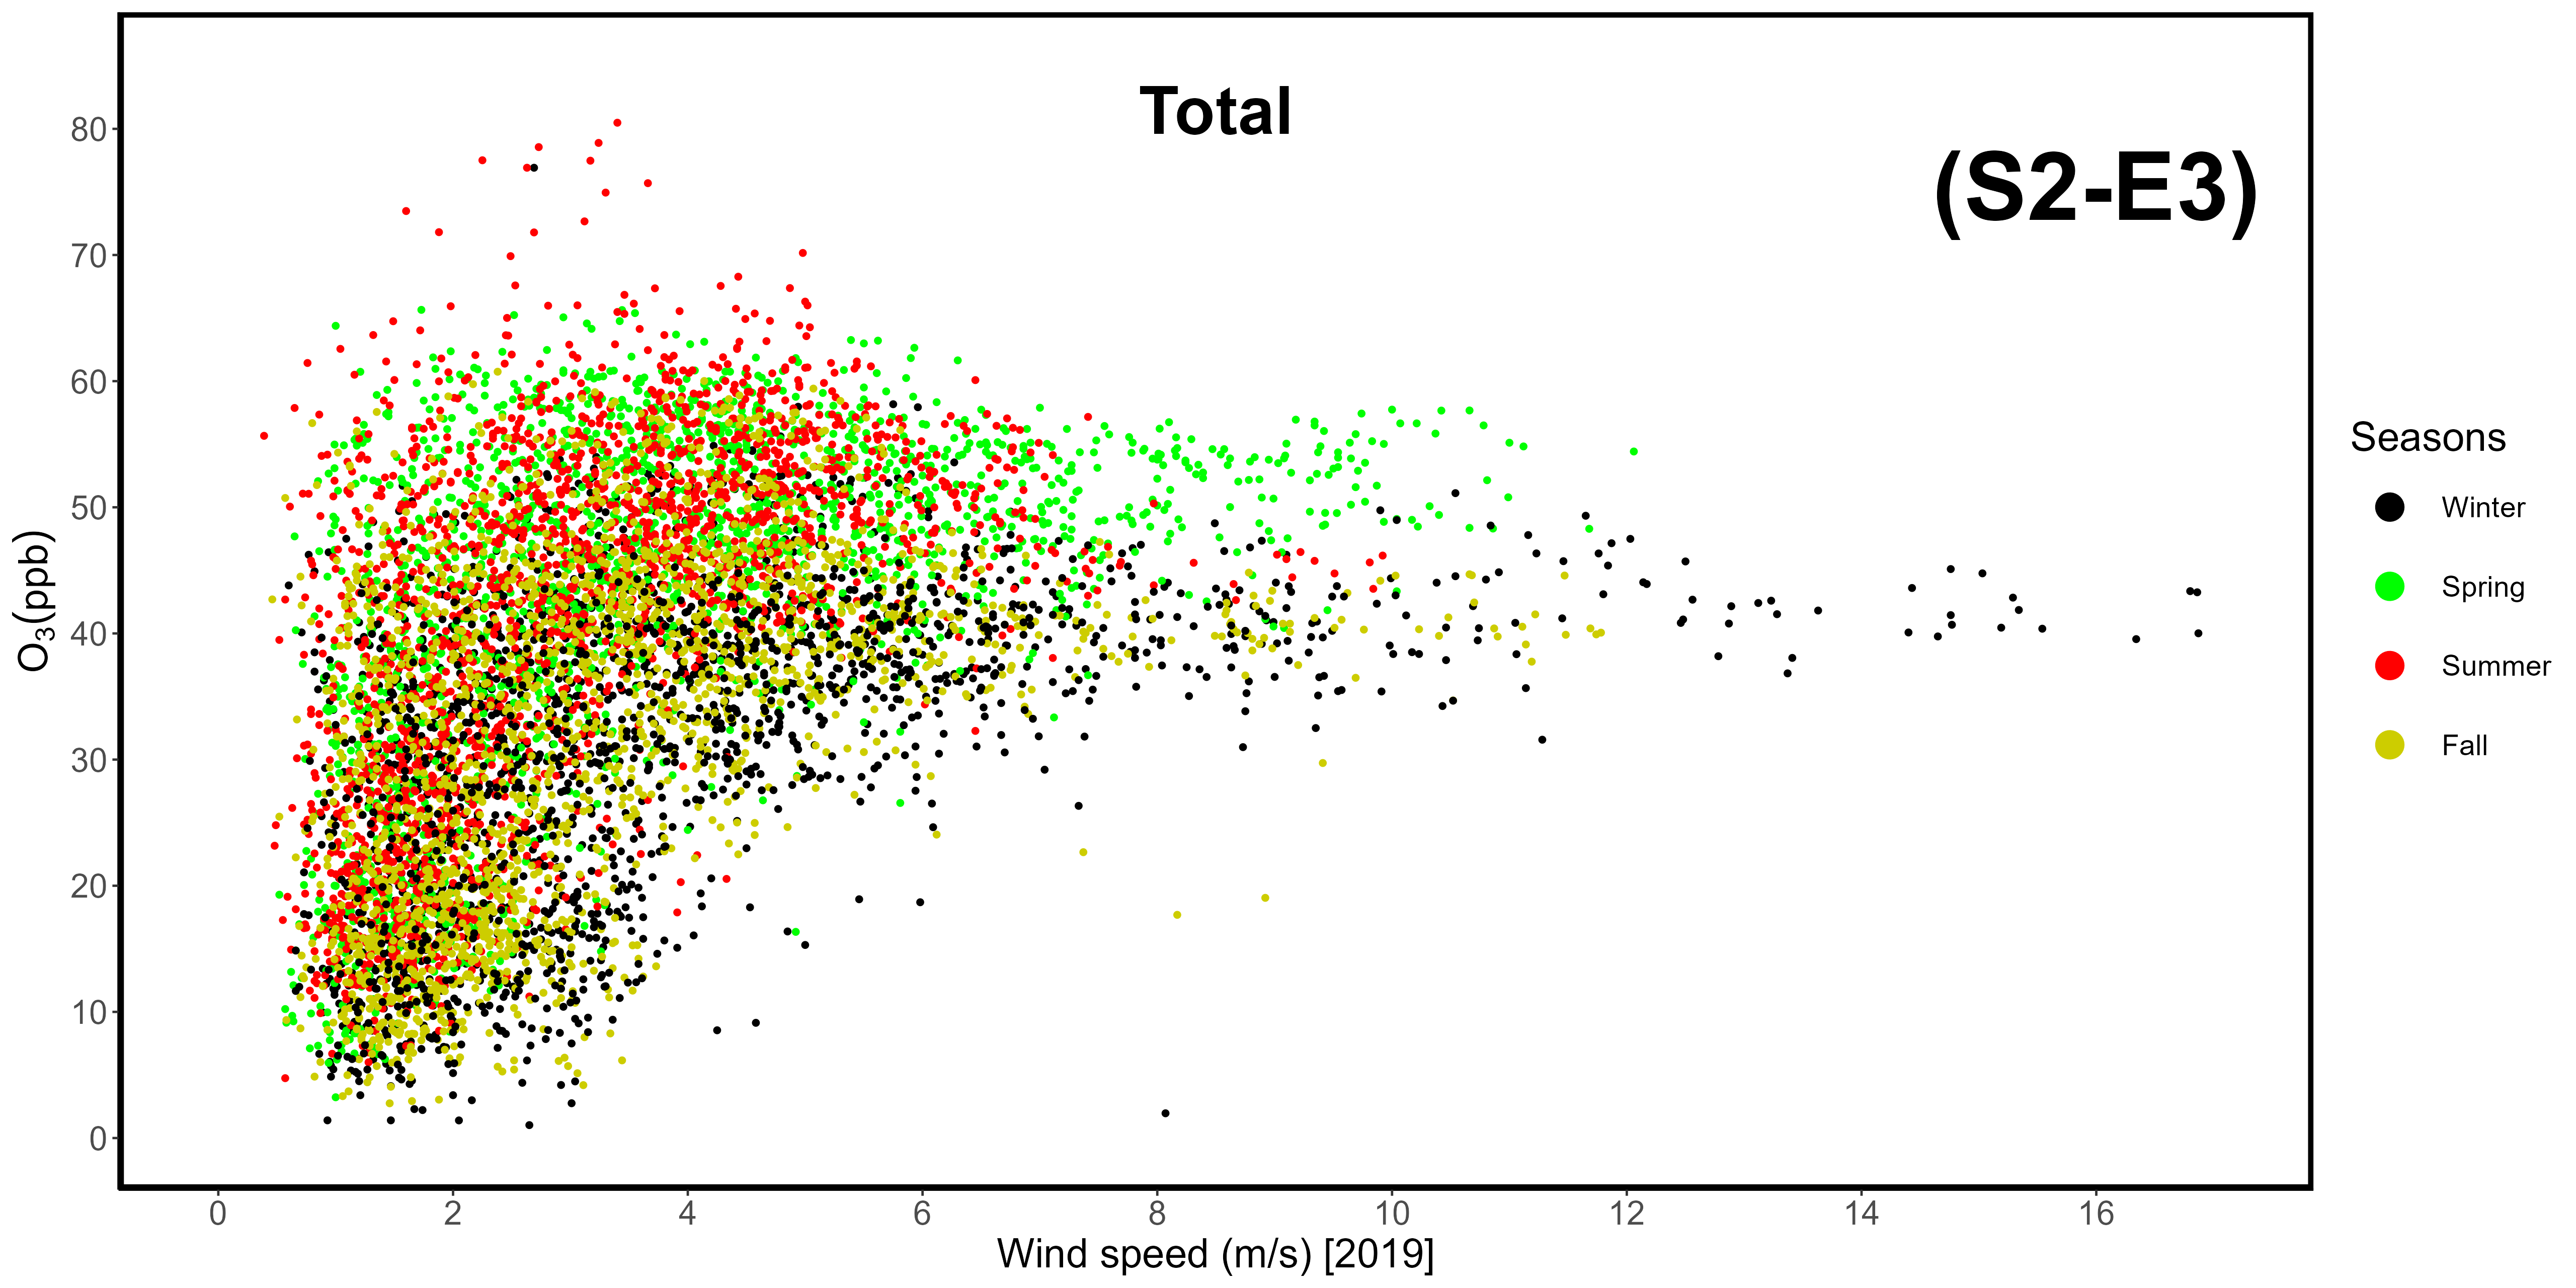 Total
(S2-E3)
80
70
60
50
40
30
20
10
0
O₃(ppb)
0 2 4 6 8 10 12 14 16
Wind speed (m/s) [2019]
Seasons
Winter
Spring
Summer
Fall